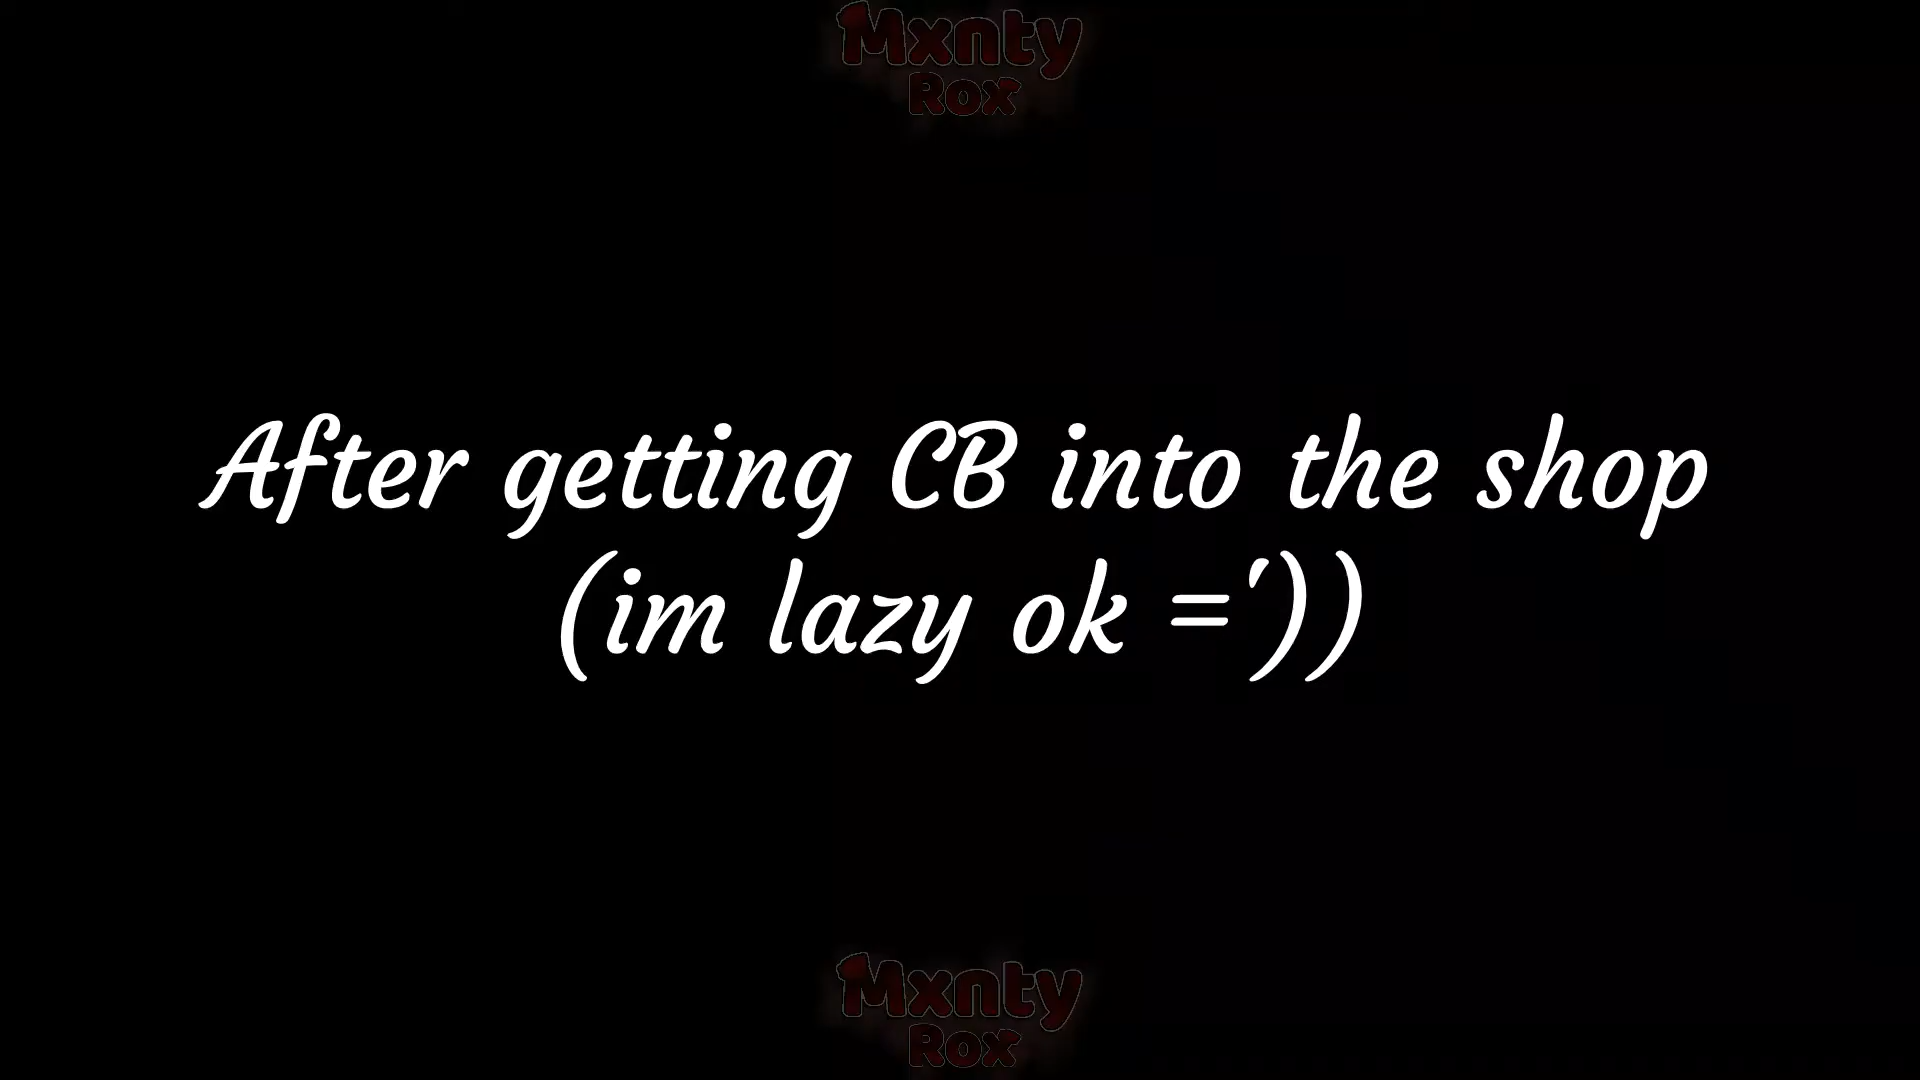 Mxnty
Rox
After getting CB into the shop
(im lazy ok ='))
Mxnty
Rox